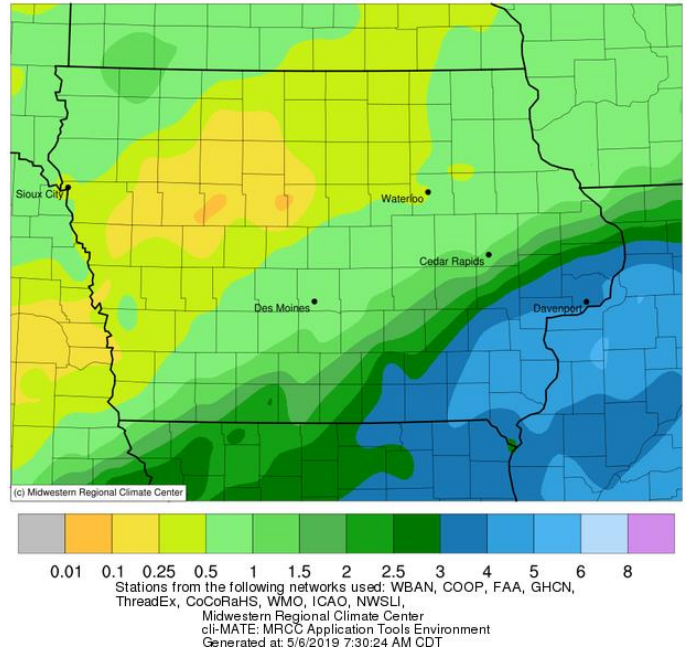 Sioux City
Waterloo
Cedar Rapids
Des Moines
Davenport
(c) Midwestern Regional Climate Center
0.01 0.1 0.25 0.5 1 1.5 2 2.5 3 4 5 6 8
Stations from the following networks used: WBAN, COOP, FAA, GHCN,
ThreadEx, CoCoRaHS, WMO, ICAO, NWSLI,
Midwestern Regional Climate Center
cli-MATE: MRCC Application Tools Environment
Generated at: 5/6/2019 7:30:24 AM CDT